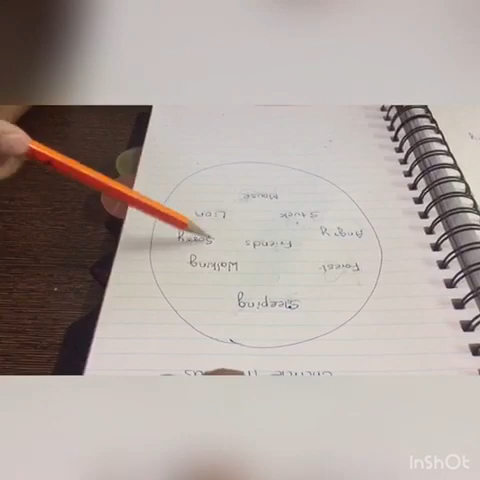 Sleeping
Forest Walking
Angry Friends Sorry
Stuck Lion
Mouse
InShOt